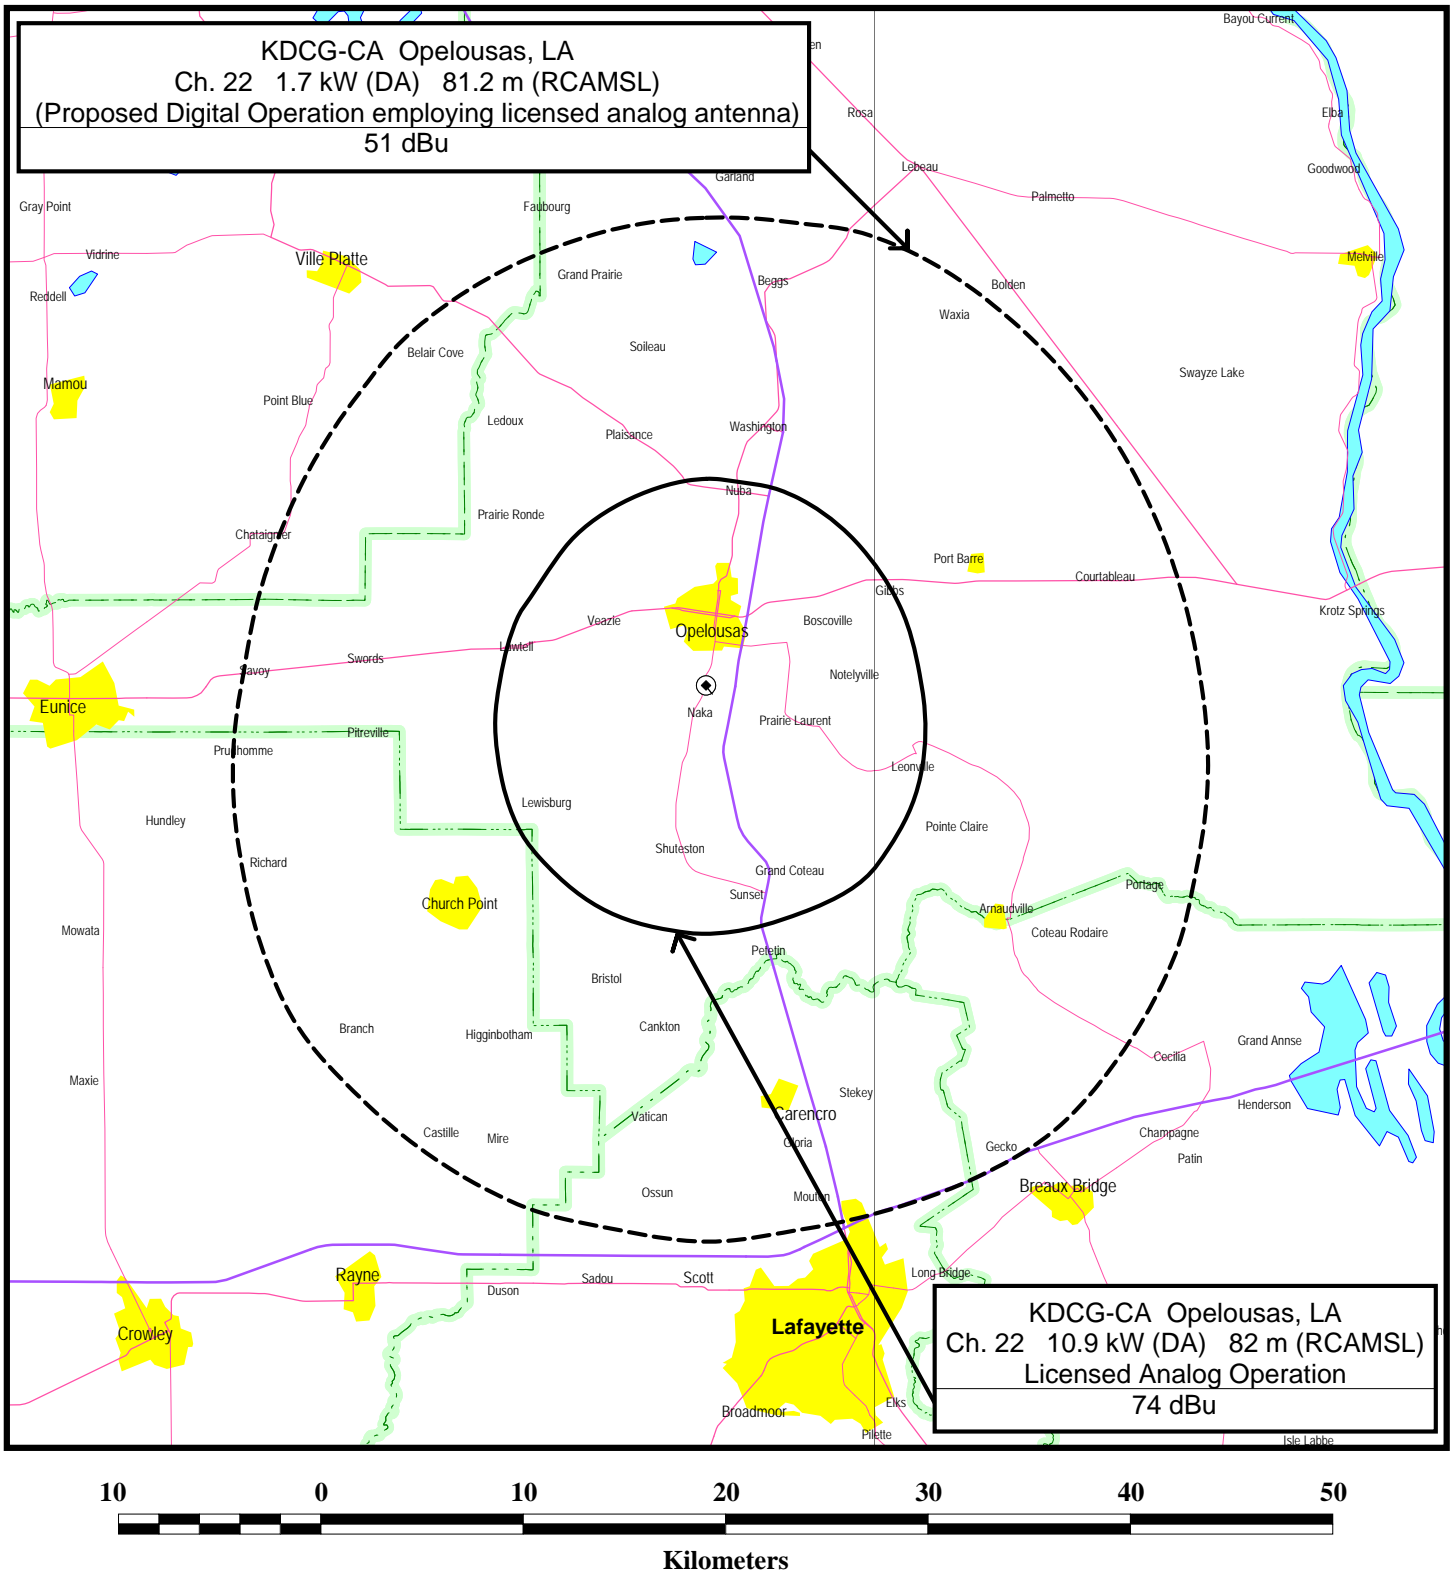 Bayou Current
KDCG-CA Opelousas, LA
Ch. 22 1.7 kW (DA) 81.2 m (RCAMSL)
(Proposed Digital Operation employing licensed analog antenna)
51 dBu
Rosa
Elba
Lebeau
Goodwood
Garland
Gray Point
Faubourg
Palmetto
Vidrine
Ville Platte
Melville
Grand Prairie
Beggs
Bolden
Reddell
Waxia
Soileau
Belair Cove
Swayze Lake
Mamou
Point Blue
Ledoux
Plaisance
Washington
Nuba
Prairie Ronde
Chataignier
Port Barre
Courtableau
Gibbs
Krotz Springs
Veazie
Boscoville
Opelousas
Lawtell
Swords
Savoy
Notelyville
Eunice
Naka
Prairie Laurent
Pitreville
Prudhomme
Leonville
Lewisburg
Hundley
Pointe Claire
Shuteston
Richard
Grand Coteau
Portage
Sunset
Church Point
Arnaudville
Mowata
Coteau Rodaire
Petetin
Bristol
Branch
Higginbotham
Cankton
Grand Annse
Cecilia
Maxie
Stekey
Henderson
Vatican
Carencro
Castille
Mire
Gloria
Champagne
Gecko
Patin
Ossun
Mouton
Breaux Bridge
Rayne
Sadou
Scott
Long Bridge
Duson
Crowley
Lafayette
KDCG-CA Opelousas, LA
Ch. 22 10.9 kW (DA) 82 m (RCAMSL)
Licensed Analog Operation
74 dBu
Broadmoor
Elks
Pilette
Isle Labbe
10 0 10 20 30 40 50
Kilometers